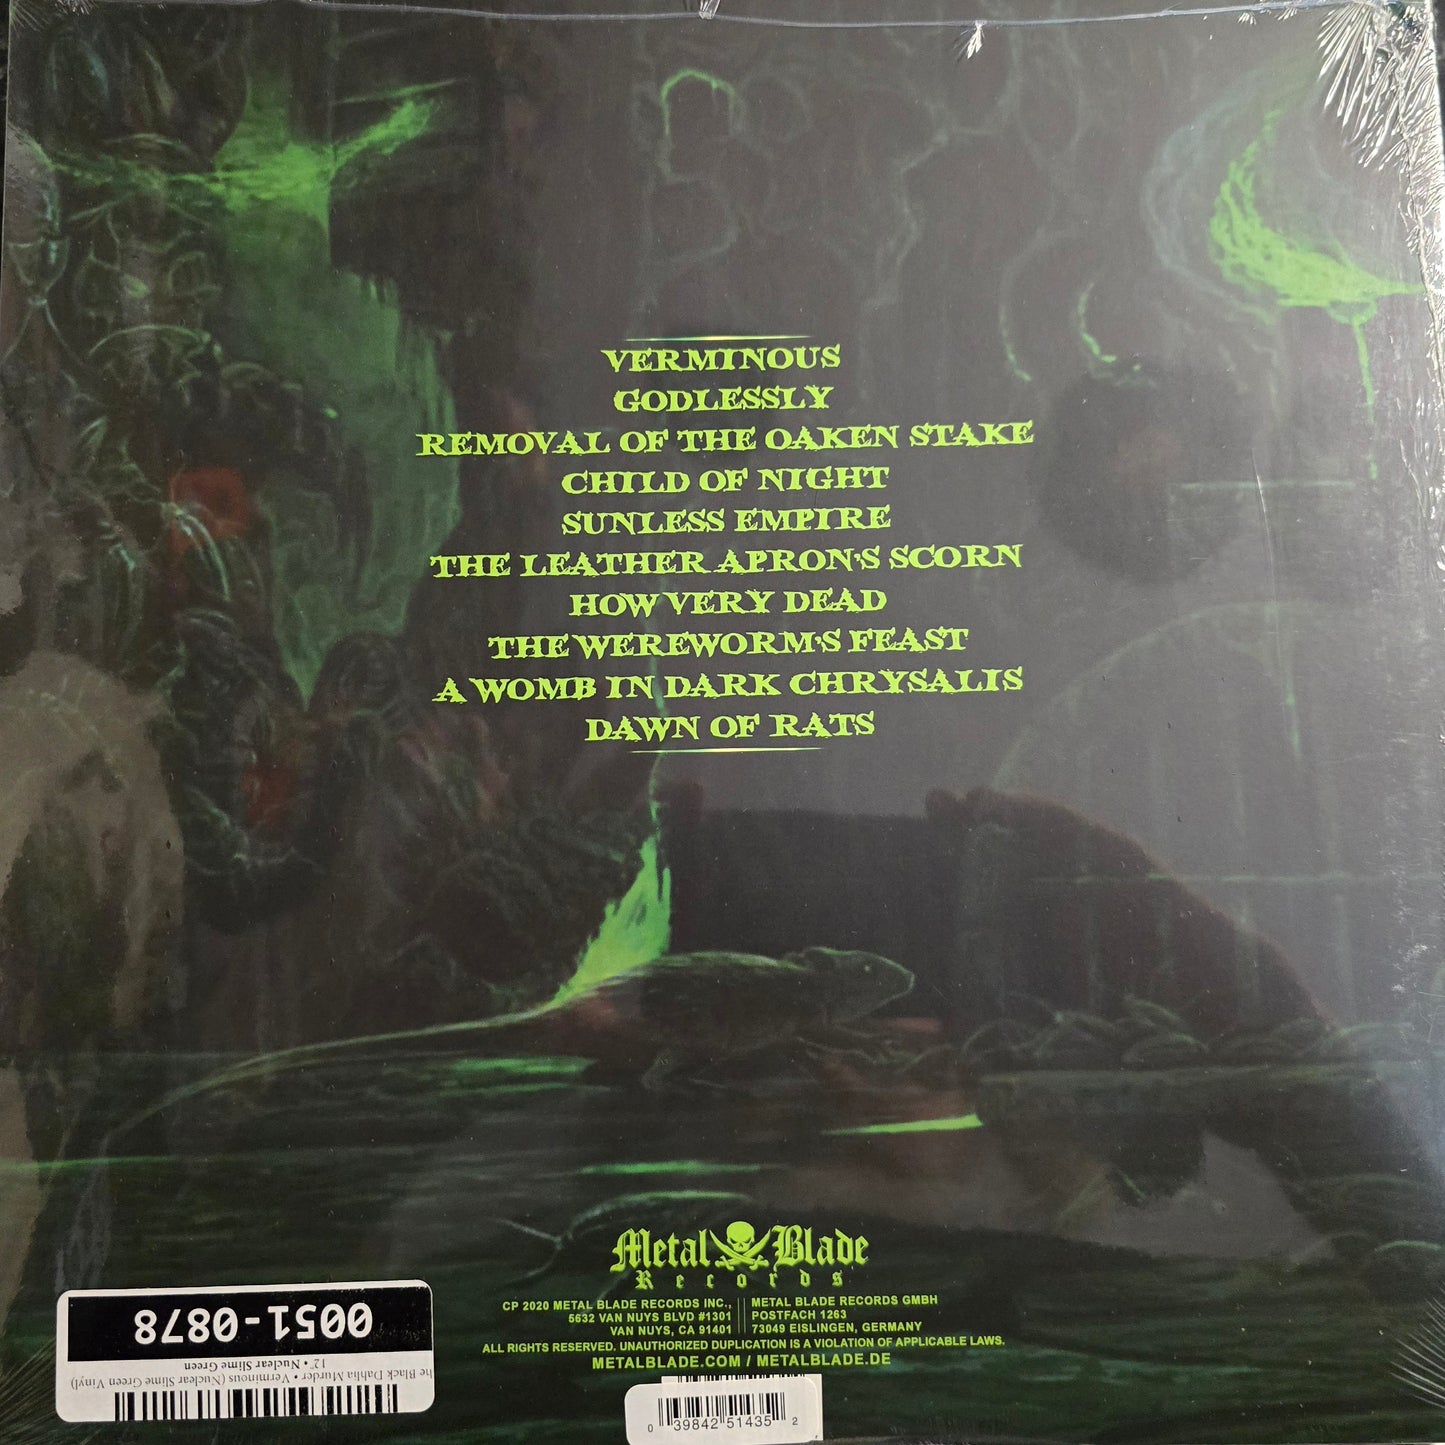 VERMINOUS
GODLESSLY
REMOVAL OF THE OAKEN STAKE
CHILD OF NIGHT
SUNLESS EMPIRE
THE LEATHER APRON'S SCORN
HOW VERY DEAD
THE WEREWORM'S FEAST
A WOMB IN DARK CHRYSALIS
DAWN OF RATS
Metal Blade
Records
CP 2020 METAL BLADE RECORDS INC.,
5632 VAN NUYS BLVD #1301
VAN NUYS, CA 91401
METAL BLADE RECORDS GMBH
POSTFACH 1263
73049 EISLINGEN, GERMANY
ALL RIGHTS RESERVED. UNAUTHORIZED DUPLICATION IS A VIOLATION OF APPLICABLE LAWS.
METALBLADE.COM / METALBLADE.DE
0 39842 51435 2
he Black Dahlia Murder • Verminous (Nuclear Slime Green Vinyl)
12" • Nuclear Slime Green
0051-0878